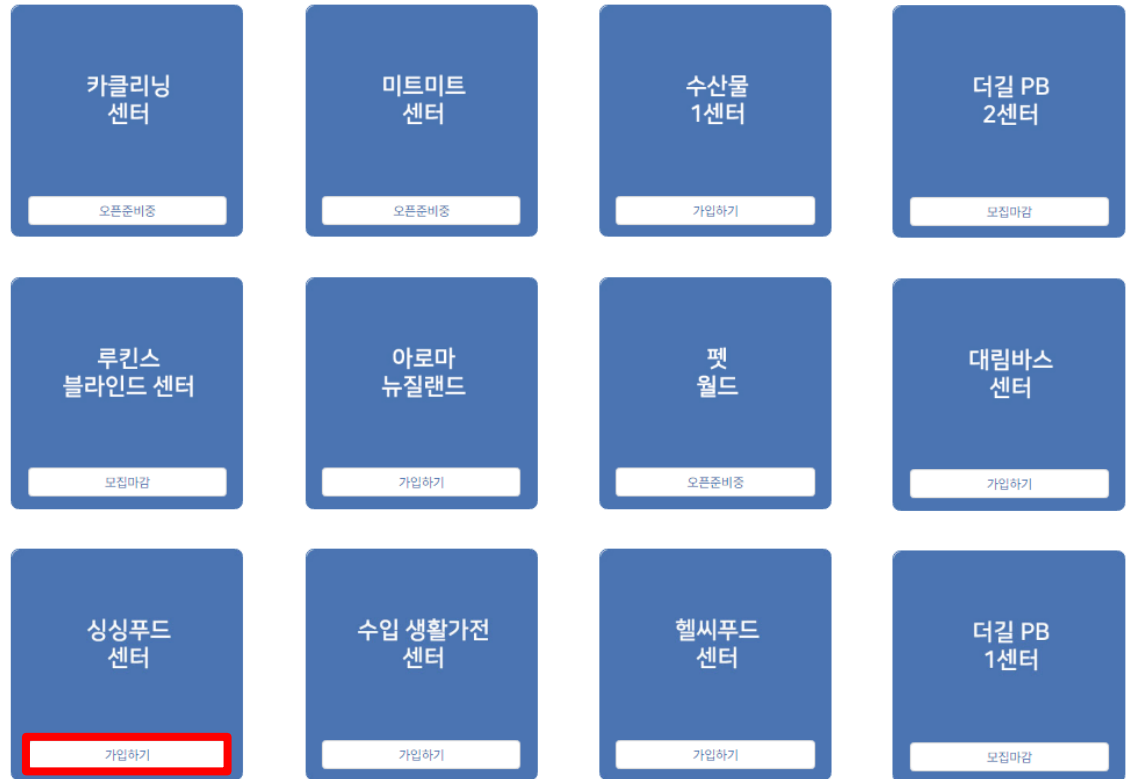 카클리닝
센터
오픈준비중
미트미트
센터
오픈준비중
수산물
1센터
가입하기
더길 PB
2센터
모집마감
루킨스
블라인드 센터
모집마감
아로마
뉴질랜드
가입하기
펫
월드
오픈준비중
대림바스
센터
가입하기
싱싱푸드
센터
가입하기
수입 생활가전
센터
가입하기
헬씨푸드
센터
가입하기
더길 PB
1센터
모집마감